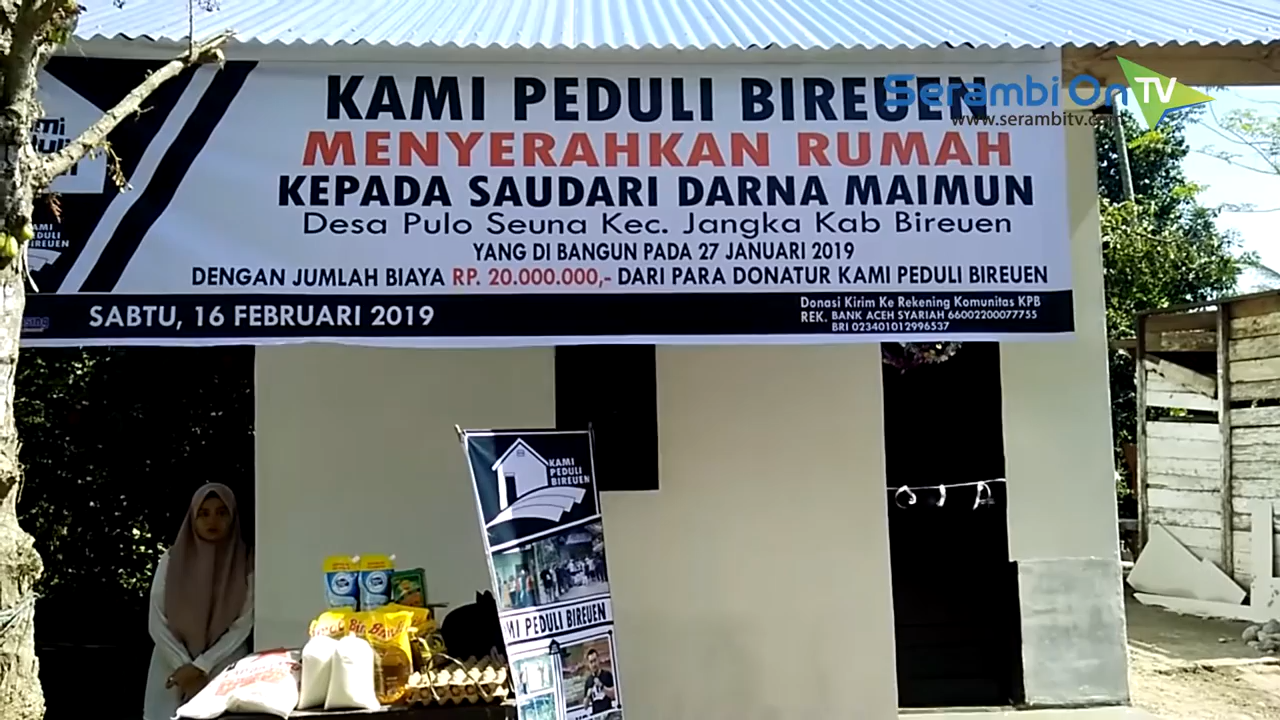 KAMI PEDULI BIREUEN
MENYERAHKAN RUMAH
KEPADA SAUDARI DARNA MAIMUN
Desa Pulo Seuna Kec. Jangka Kab Bireuen
YANG DI BANGUN PADA 27 JANUARI 2019
DENGAN JUMLAH BIAYA RP. 20.000.000,- DARI PARA DONATUR KAMI PEDULI BIREUEN
SABTU, 16 FEBRUARI 2019
Donasi Kirim Ke Rekening Komunitas KPB
REK. BANK ACEH SYARIAH 66002200077755
BRI 023401012996537
Serambi On TV
www.serambitv.com
KAMI
PEDULI
BIREUEN
MI PEDULI BIREUEN